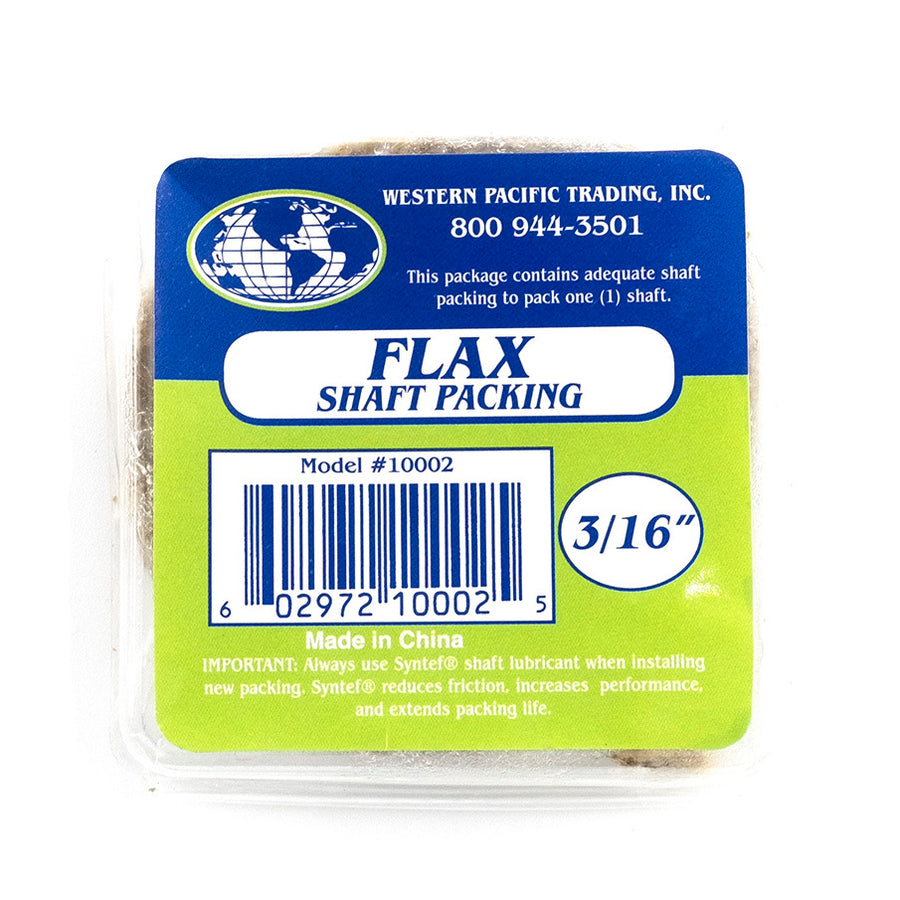 WESTERN PACIFIC TRADING, INC.
800 944-3501
This package contains adequate shaft
packing to pack one (1) shaft.
FLAX
SHAFT PACKING
Model #10002
3/16"
6 02972 10002 5
Made in China
IMPORTANT: Always use Syntef® shaft lubricant when installing
new packing. Syntef® reduces friction, increases performance,
and extends packing life.